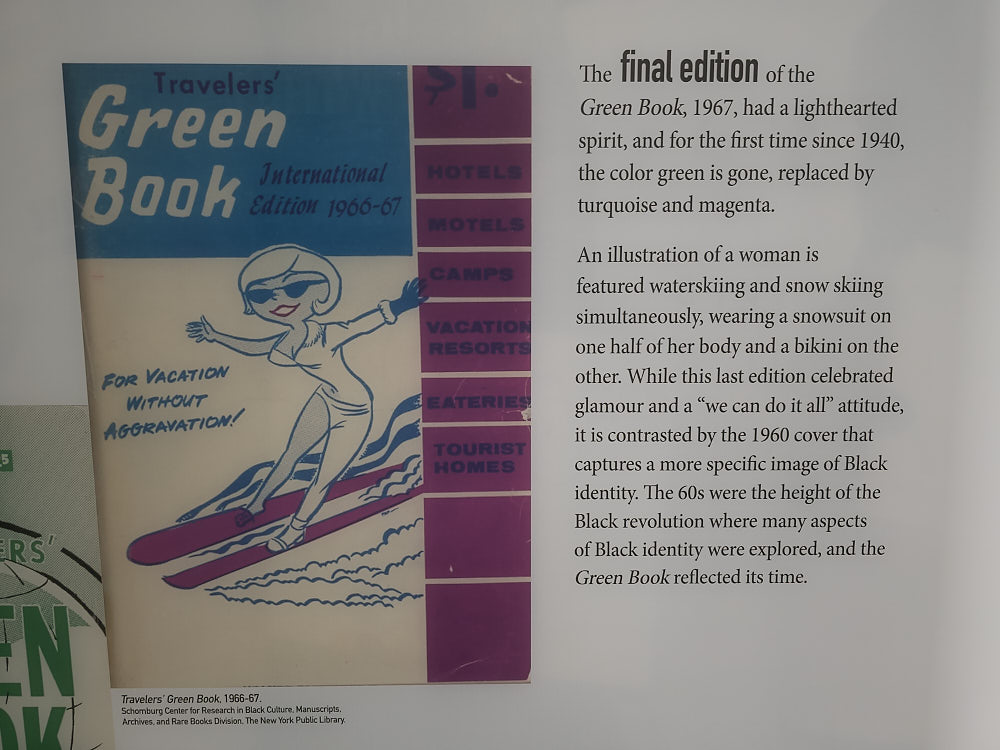 Travelers'
Green
Book
International
Edition 1966-67
$1.
HOTELS
MOTELS
CAMPS
VACATION
RESORTS
EATERIES
TOURIST
HOMES
FOR VACATION
WITHOUT
AGGRAVATION!
The final edition of the
Green Book, 1967, had a lighthearted
spirit, and for the first time since 1940,
the color green is gone, replaced by
turquoise and magenta.
An illustration of a woman is
featured waterskiing and snow skiing
simultaneously, wearing a snowsuit on
one half of her body and a bikini on the
other. While this last edition celebrated
glamour and a “we can do it all” attitude,
it is contrasted by the 1960 cover that
captures a more specific image of Black
identity. The 60s were the height of the
Black revolution where many aspects
of Black identity were explored, and the
Green Book reflected its time.
Travelers' Green Book, 1966-67.
Schomburg Center for Research in Black Culture, Manuscripts,
Archives, and Rare Books Division, The New York Public Library.